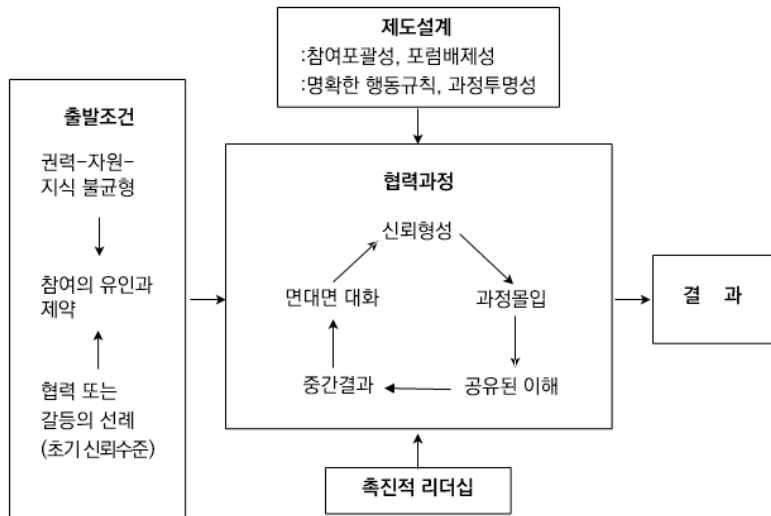 제도설계
:참여포괄성, 포럼배제성
:명확한 행동규칙, 과정투명성
출발조건
권력-자원-
지식 불균형
참여의 유인과
제약
협력 또는
갈등의 선례
(초기 신뢰수준)
협력과정
신뢰형성
면대면 대화
과정몰입
중간결과
공유된 이해
결 과
촉진적 리더십